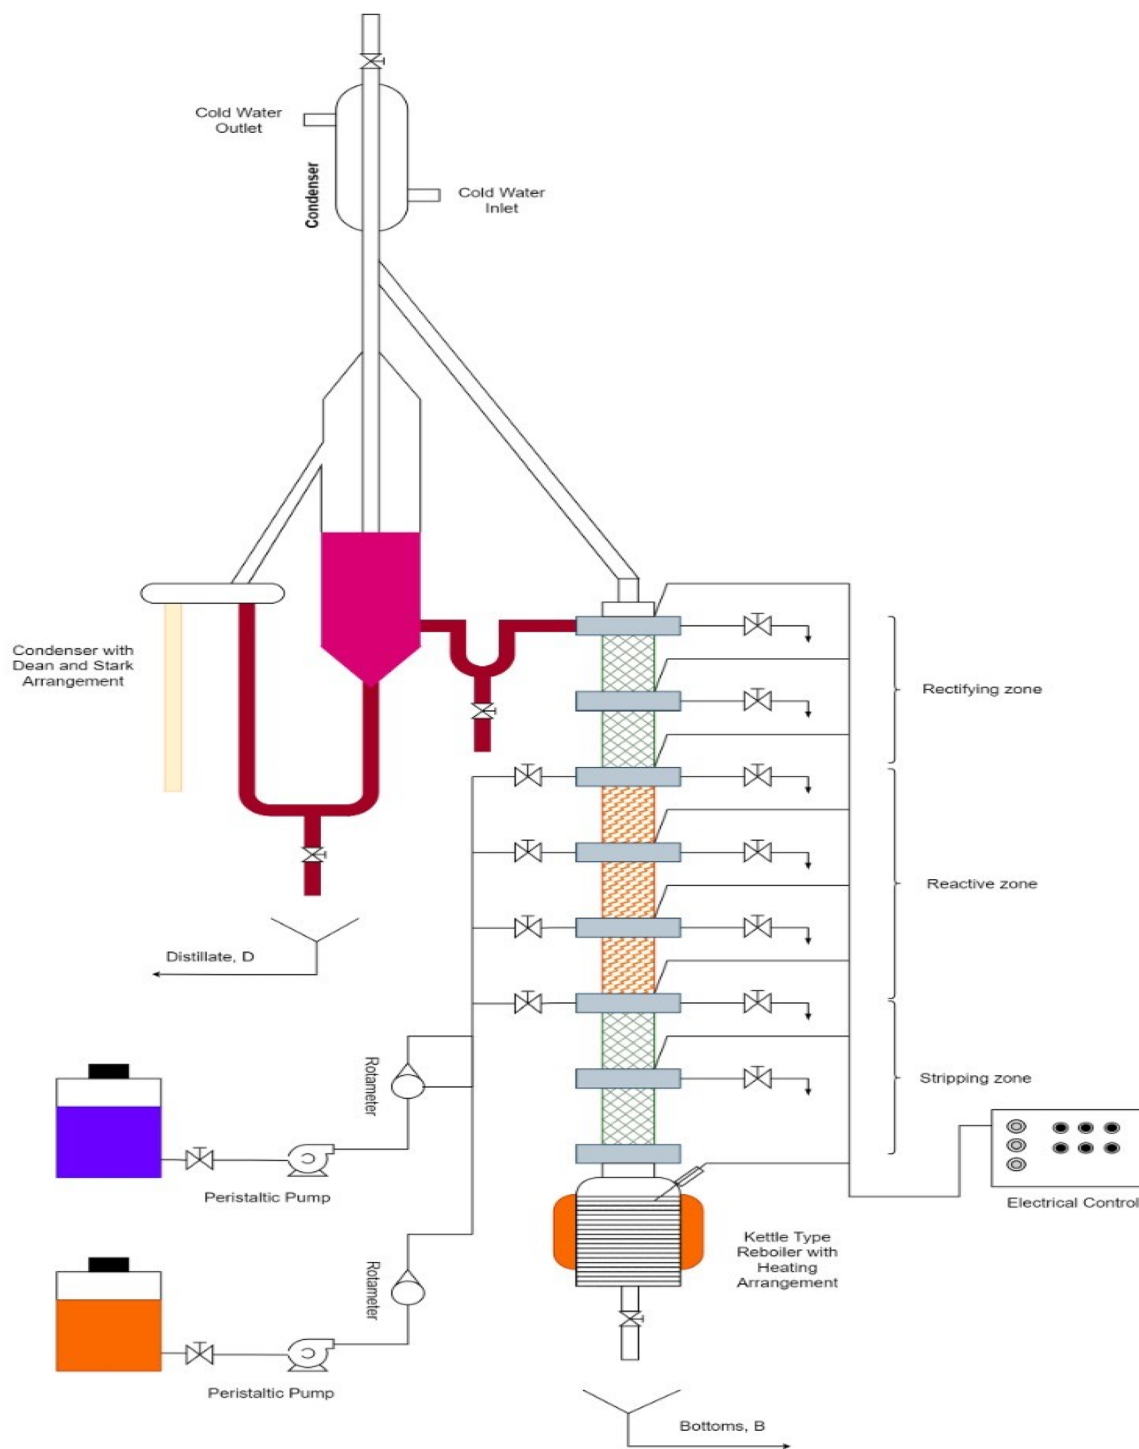 Cold Water
Outlet
Condenser
Cold Water
Inlet
Condenser with
Dean and Stark
Arrangement
Rectifying zone
Reactive zone
Distillate, D
Rotameter
Stripping zone
Peristaltic Pump
Electrical Control
Kettle Type
Reboiler with
Heating
Arrangement
Rotameter
Peristaltic Pump
Bottoms, B